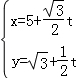 x=5+√3/2 t
y=√3+1/2 t